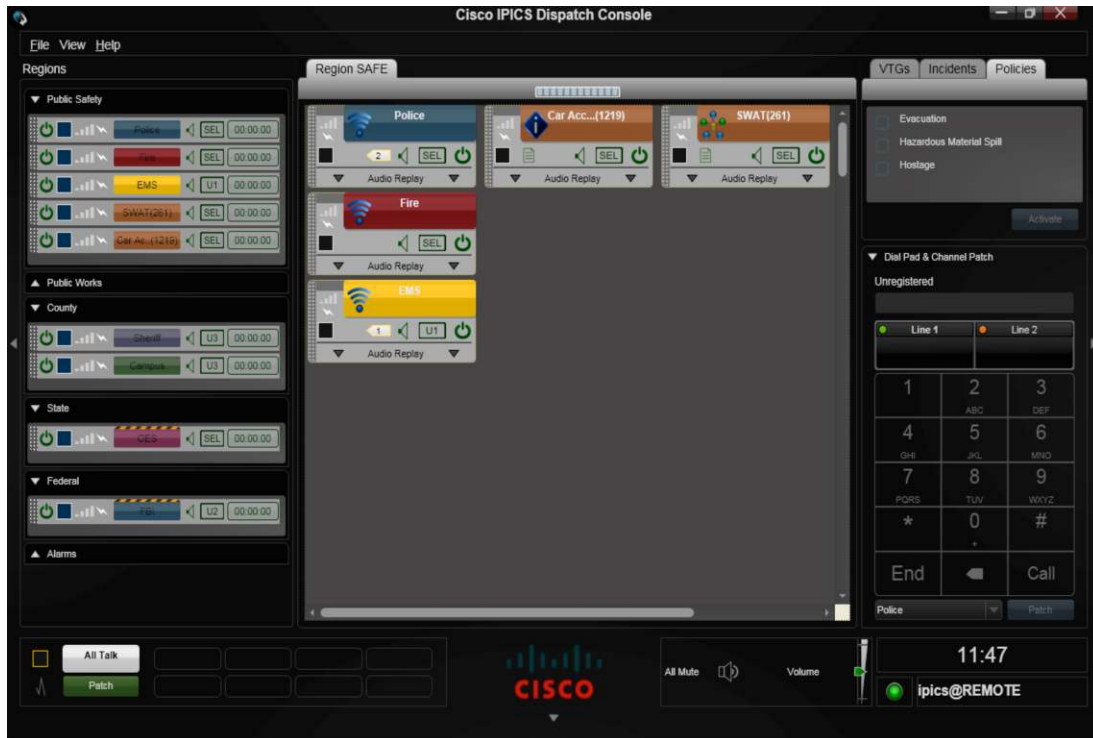 Cisco IPICS Dispatch Console
File View Help
Regions
Public Safety
Police SEL 00:00:00
Fire SEL 00:00:00
EMS U1 00:00:00
SWAT(261) SEL 00:00:00
Car Ac..(1219) SEL 00:00:00
Public Works
County
Sheriff U3 00:00:00
Campus U3 00:00:00
State
OES SEL 00:00:00
Federal
FBI U2 00:00:00
Alarms
Region SAFE
Police
2 SEL
Audio Replay
Car Acc...(1219)
SEL
Audio Replay
SWAT(261)
SEL
Audio Replay
Fire
SEL
Audio Replay
EMS
1 U1
Audio Replay
VTGs Incidents Policies
Evacuation
Hazardous Material Spill
Hostage
Activate
Dial Pad & Channel Patch
Unregistered
Line 1 Line 2
1 2 3
ABC DEF
4 5 6
GHI JKL MNO
7 8 9
PQRS TUV WXYZ
* 0 #
End Call
Police Patch
All Talk
Patch
CISCO
All Mute Volume
11:47
ipics@REMOTE